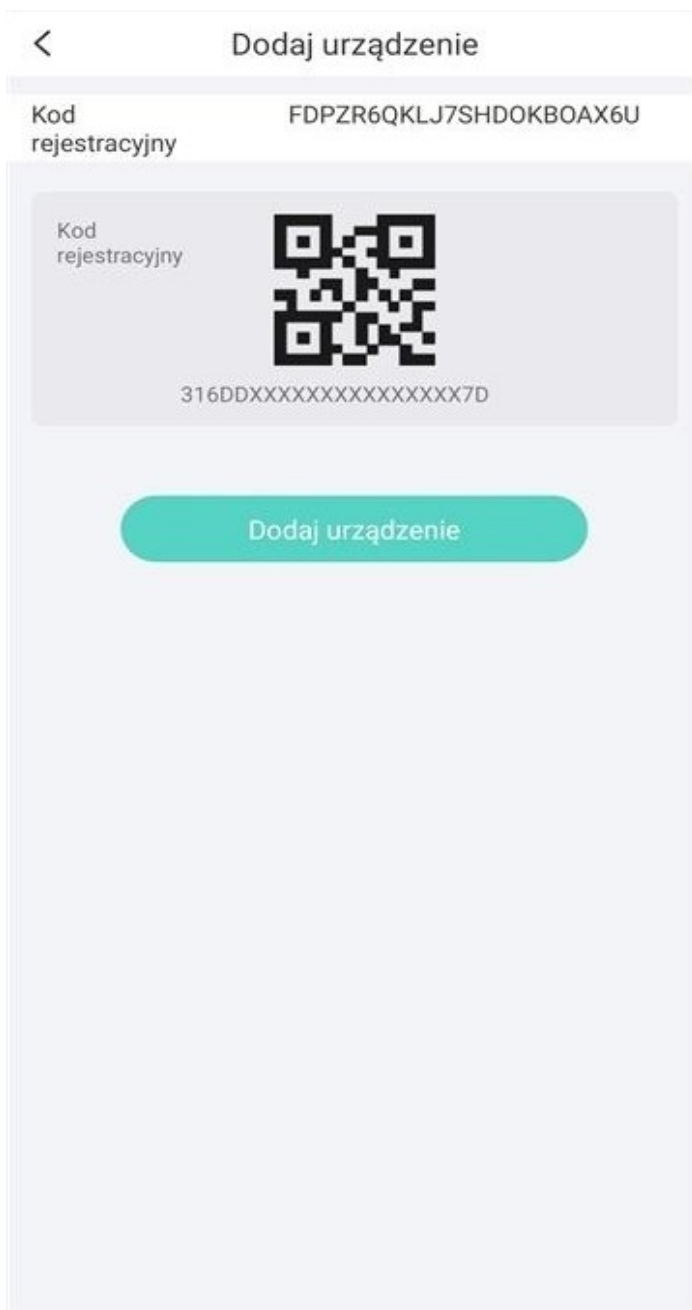 Dodaj urządzenie
Kod
rejestracyjny
FDPZR6QKLJ7SHDOKBOAX6U
Kod
rejestracyjny
316DDXXXXXXXXXXXXXXX7D
Dodaj urządzenie